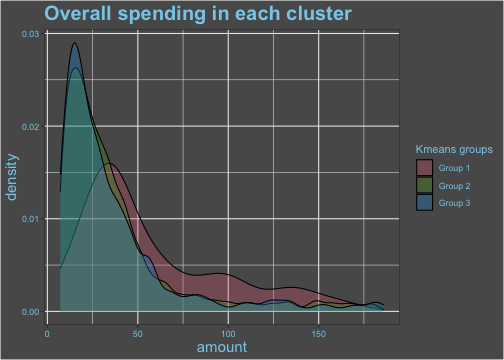 Overall spending in each cluster
0.03
0.02
0.01
0.00
density
0
50
100
150
amount
Kmeans groups
Group 1
Group 2
Group 3